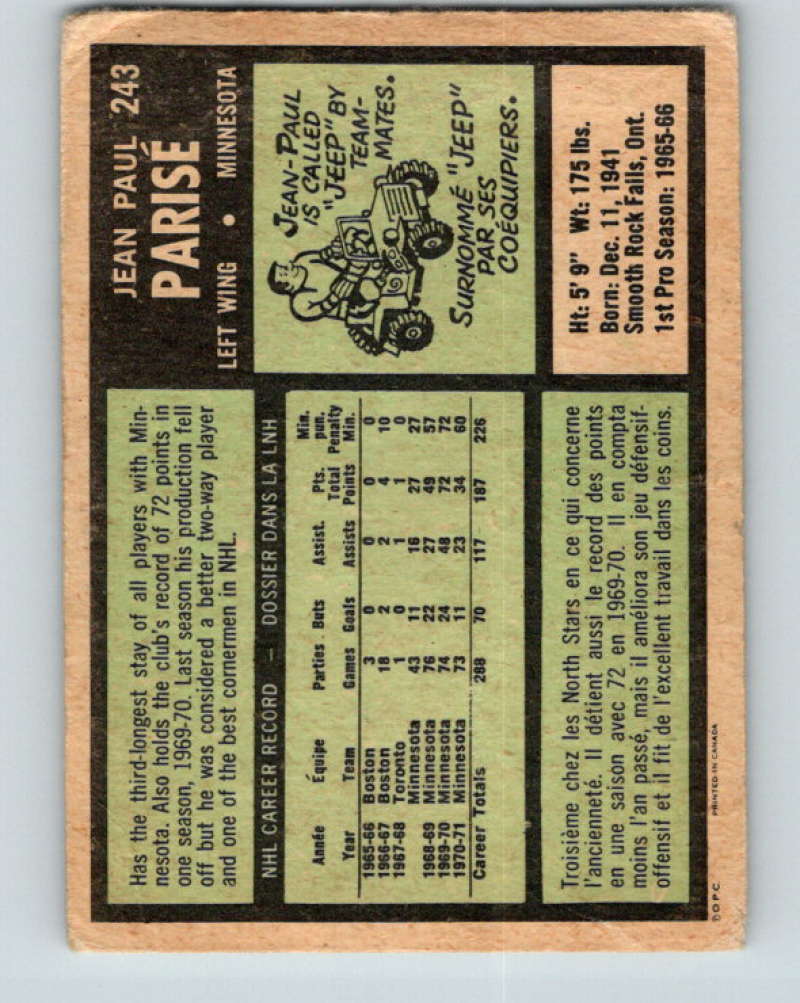 JEAN PAUL 243
PARISÉ
LEFT WING • MINNESOTA
JEAN-PAUL
IS CALLED
"JEEP" BY
TEAM-
MATES.
SURNOMMÉ "JEEP"
PAR SES
COÉQUIPIERS.
Ht: 5' 9" Wt: 175 lbs.
Born: Dec. 11, 1941
Smooth Rock Falls, Ont.
1st Pro Season: 1965-66
Has the third-longest stay of all players with Min-
nesota. Also holds the club's record of 72 points in
one season, 1969-70. Last season his production fell
off but he was considered a better two-way player
and one of the best cornermen in NHL.
NHL CAREER RECORD – DOSSIER DANS LA LNH
Année Équipe Parties Buts Assist. Pts. Total Min. pun.
Year Team Games Goals Assists Points Penalty Min.
1965-66 Boston 3 0 0 0 0
1966-67 Boston 18 2 2 4 10
1967-68 Toronto 1 0 1 1 0
Minnesota 43 11 16 27 27
1968-69 Minnesota 76 22 27 49 57
1969-70 Minnesota 74 24 48 72 72
1970-71 Minnesota 73 11 23 34 60
Career Totals 288 70 117 187 226
Troisième chez les North Stars en ce qui concerne
l'ancienneté. Il détient aussi le record des points
en une saison avec 72 en 1969-70. Il en compta
moins l'an passé, mais il améliora son jeu défensif-
offensif et il fit de l'excellent travail dans les coins.
©O.P.C. PRINTED IN CANADA